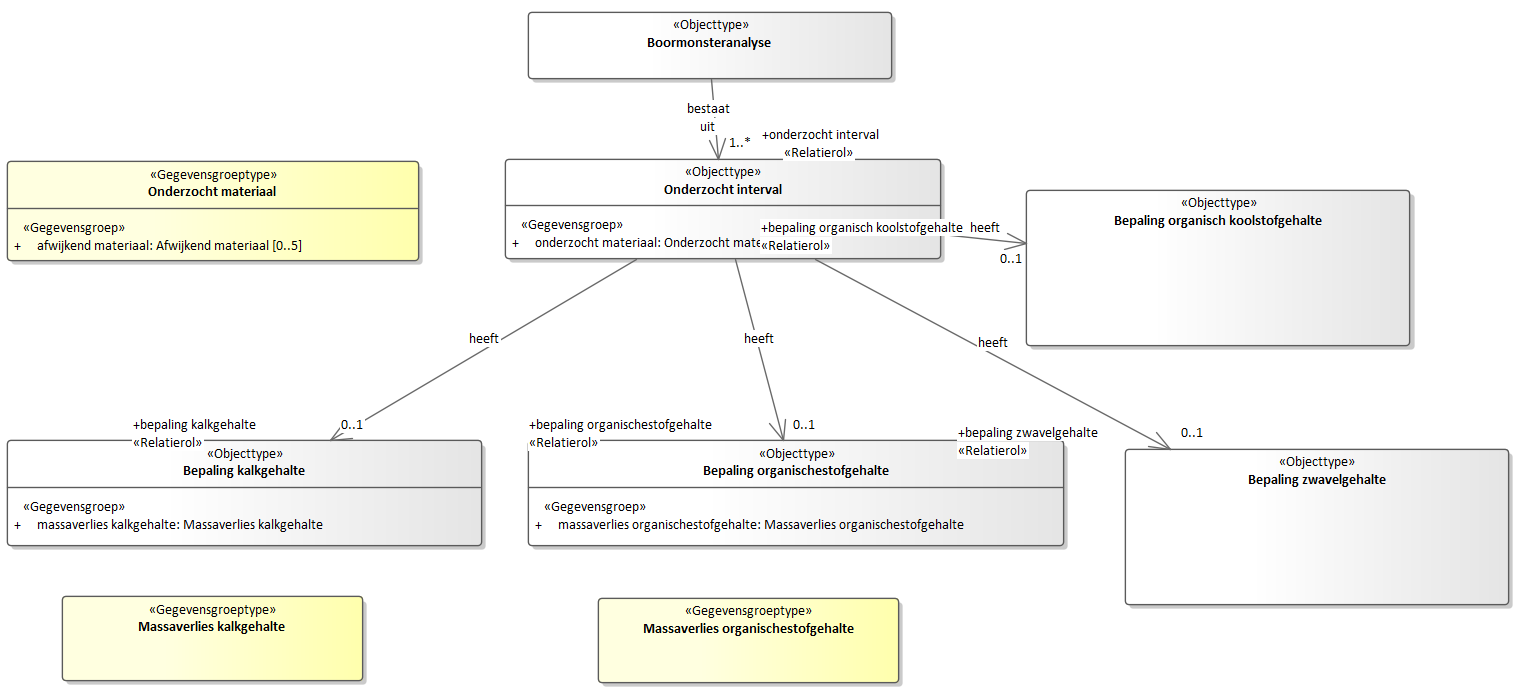 «Objecttype»
Boormonsteranalyse
bestaat
uit
1..*
+onderzocht interval
«Relatierol»
«Gegevensgroeptype»
Onderzocht materiaal
«Gegevensgroep»
+ afwijkend materiaal: Afwijkend materiaal [0..5]
«Objecttype»
Onderzocht interval
«Gegevensgroep»
+ onderzocht materiaal: Onderzocht mate
+bepaling organisch koolstofgehalte heeft
«Relatierol»
0..1
«Objecttype»
Bepaling organisch koolstofgehalte
heeft
heeft
heeft
+bepaling kalkgehalte
«Relatierol»
0..1
«Objecttype»
Bepaling kalkgehalte
«Gegevensgroep»
+ massaverlies kalkgehalte: Massaverlies kalkgehalte
+bepaling organischestofgehalte
«Relatierol»
0..1
«Objecttype»
Bepaling organischestofgehalte
«Gegevensgroep»
+ massaverlies organischestofgehalte: Massaverlies organischestofgehalte
+bepaling zwavelgehalte
«Relatierol»
0..1
«Objecttype»
Bepaling zwavelgehalte
«Gegevensgroeptype»
Massaverlies kalkgehalte
«Gegevensgroeptype»
Massaverlies organischestofgehalte